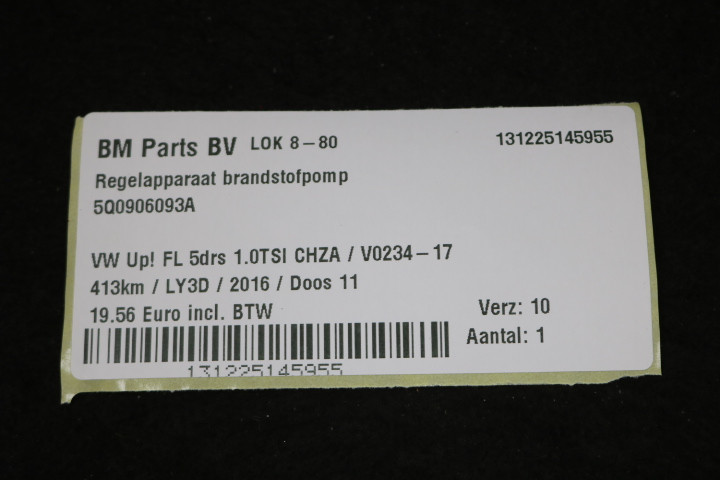 BM Parts BV LOK 8-80 131225145955
Regelapparaat brandstofpomp
5Q0906093A
VW Up! FL 5drs 1.0TSI CHZA / V0234-17
413km / LY3D / 2016 / Doos 11
19.56 Euro incl. BTW Verz: 10
Aantal: 1
131225145955